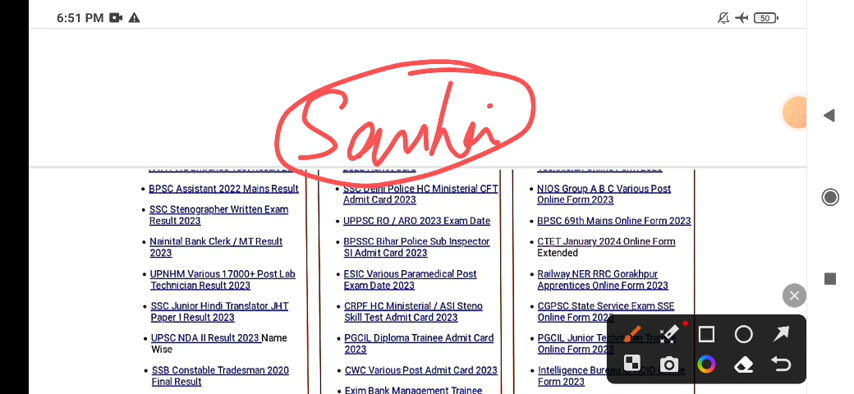 6:51 PM
50
Samhi
BPSC Assistant 2022 Mains Result
SSC Stenographer Written Exam
Result 2023
Nainital Bank Clerk / MT Result
2023
UPNHM Various 17000+ Post Lab
Technician Result 2023
SSC Junior Hindi Translator JHT
Paper I Result 2023
UPSC NDA II Result 2023 Name
Wise
SSB Constable Tradesman 2020
Final Result
SSC Delhi Police HC Ministerial CFT
Admit Card 2023
UPPSC RO / ARO 2023 Exam Date
BPSSC Bihar Police Sub Inspector
SI Admit Card 2023
ESIC Various Paramedical Post
Exam Date 2023
CRPF HC Ministerial / ASI Steno
Skill Test Admit Card 2023
PGCIL Diploma Trainee Admit Card
2023
CWC Various Post Admit Card 2023
Exim Bank Management Trainee
NIOS Group A B C Various Post
Online Form 2023
BPSC 69th Mains Online Form 2023
CTET January 2024 Online Form
Extended
Railway NER RRC Gorakhpur
Apprentices Online Form 2023
CGPSC State Service Exam SSE
Online Form
PGCIL Junior
Online Form 2023
Intelligence
Form 2023